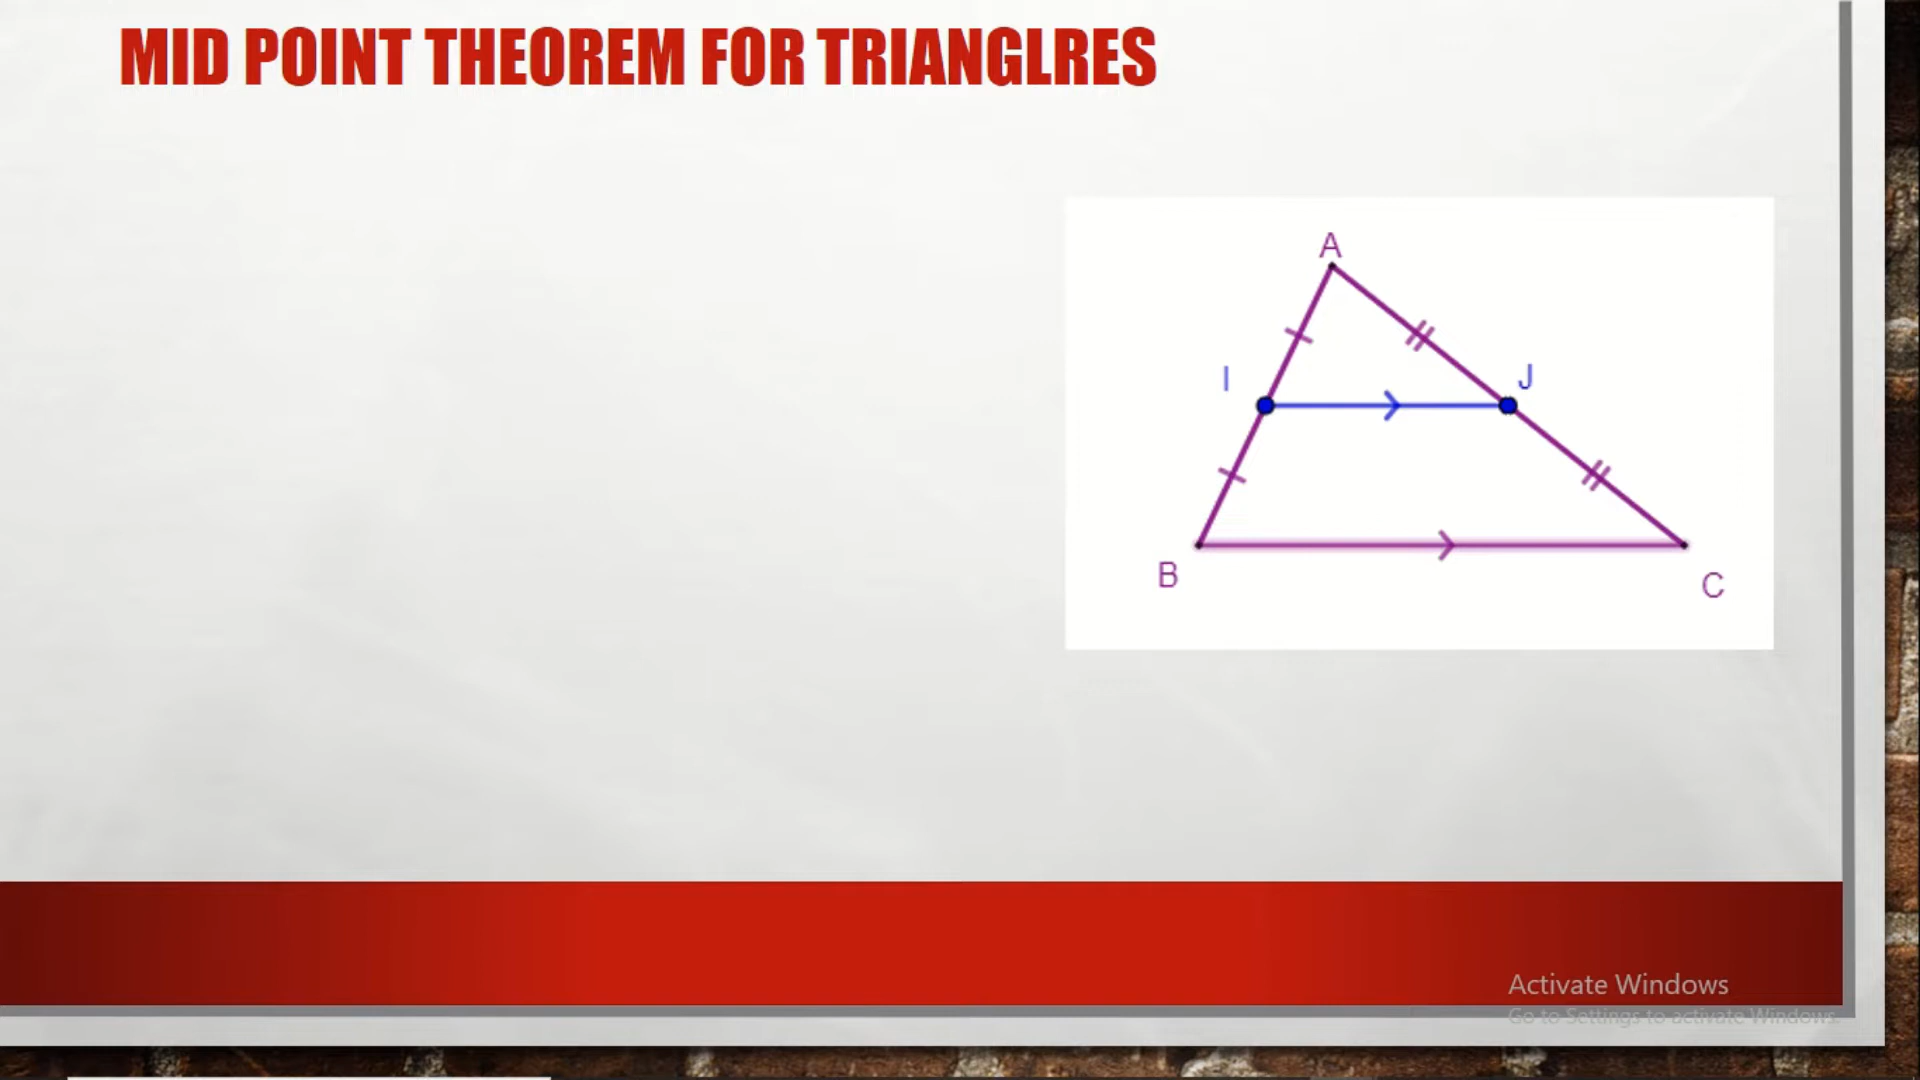 MID POINT THEOREM FOR TRIANGLRES
A
I
J
B
C
Activate Windows
Go to Settings to activate Windows.